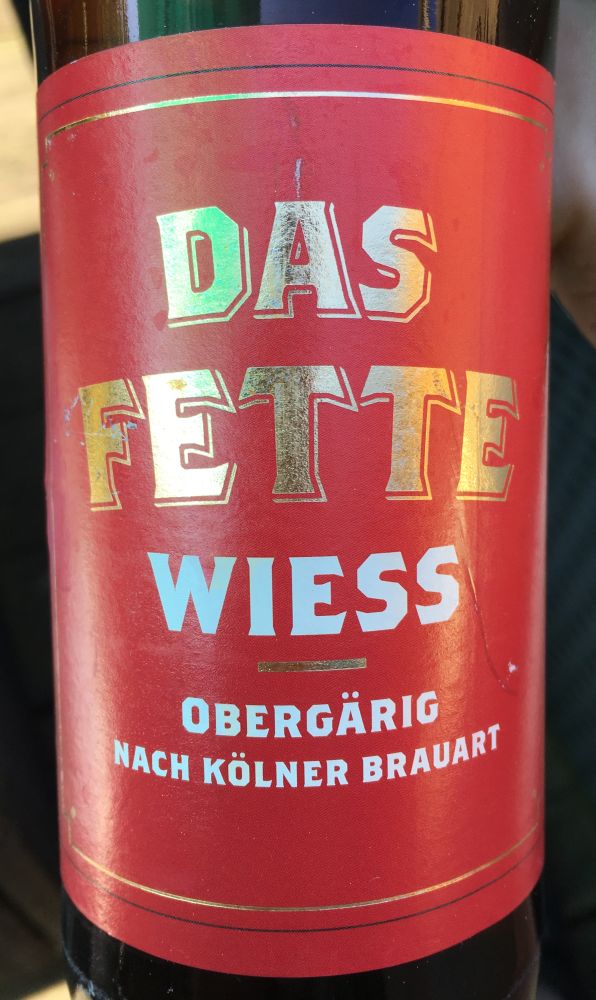 DAS
FETTE
WIESS
OBERGÄRIG
NACH KÖLNER BRAUART